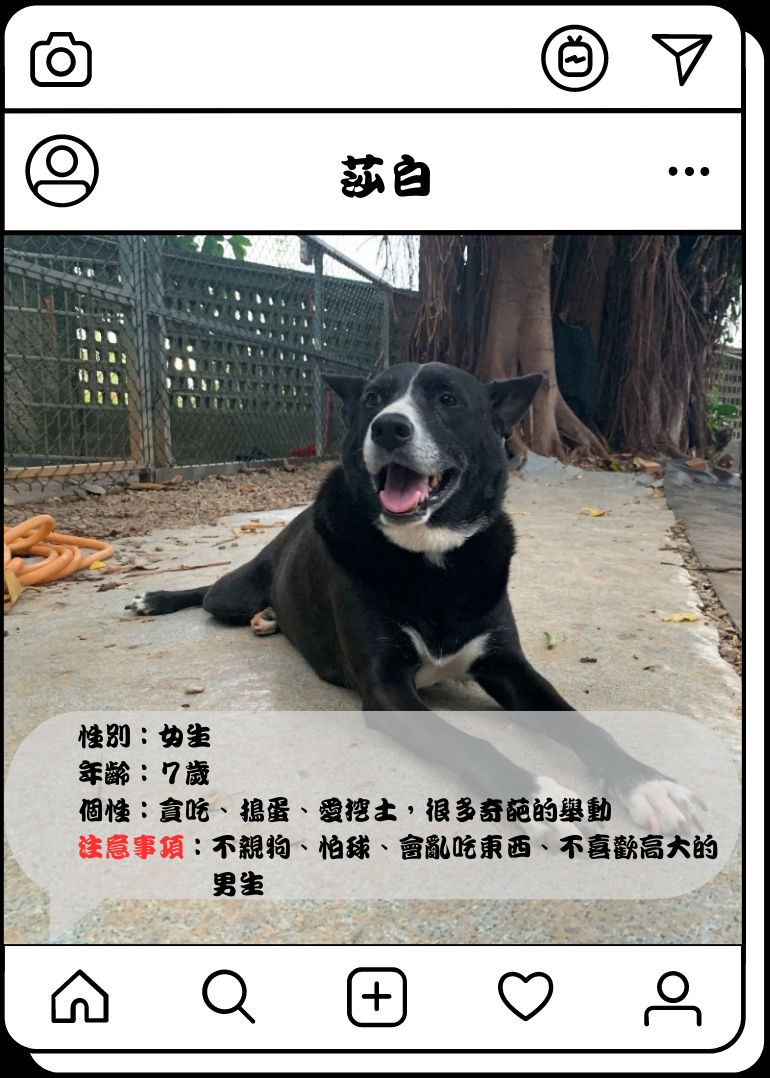 莎白
性別：女生
年齡：7歲
個性：貪吃、搗蛋、愛挖土，很多奇葩的舉動
注意事項：不親狗、怕球、會亂吃東西、不喜歡高大的
男生